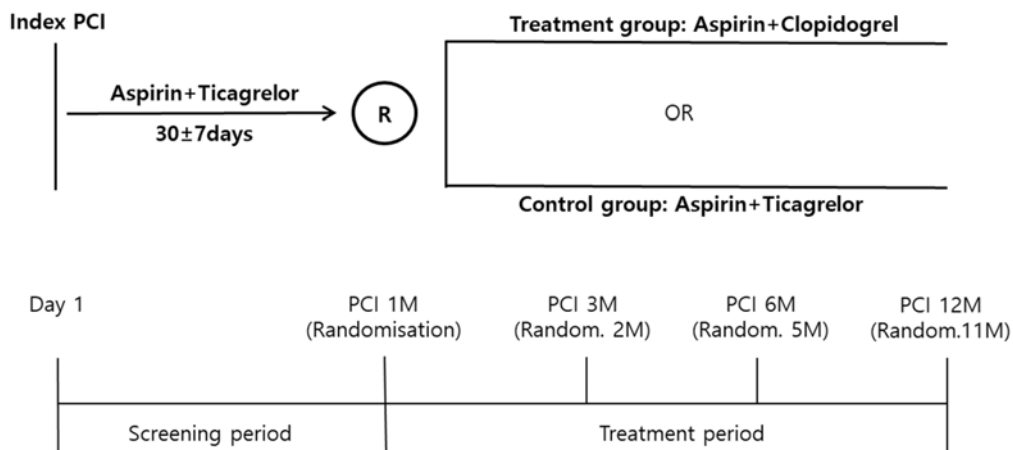 Index PCI
Treatment group: Aspirin+Clopidogrel
Aspirin+Ticagrelor
30±7days
R
OR
Control group: Aspirin+Ticagrelor
Day 1
PCI 1M
(Randomisation)
PCI 3M
(Random. 2M)
PCI 6M
(Random. 5M)
PCI 12M
(Random.11M)
Screening period
Treatment period